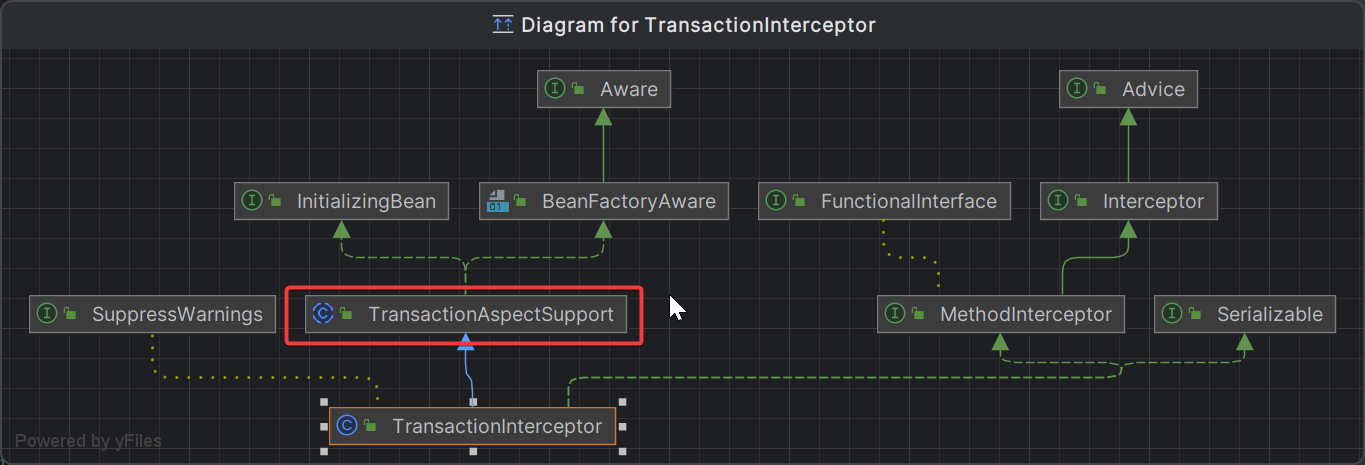 Diagram for TransactionInterceptor
Aware
Advice
InitializingBean
BeanFactoryAware
FunctionalInterface
Interceptor
SuppressWarnings
TransactionAspectSupport
MethodInterceptor
Serializable
TransactionInterceptor
Powered by yFiles